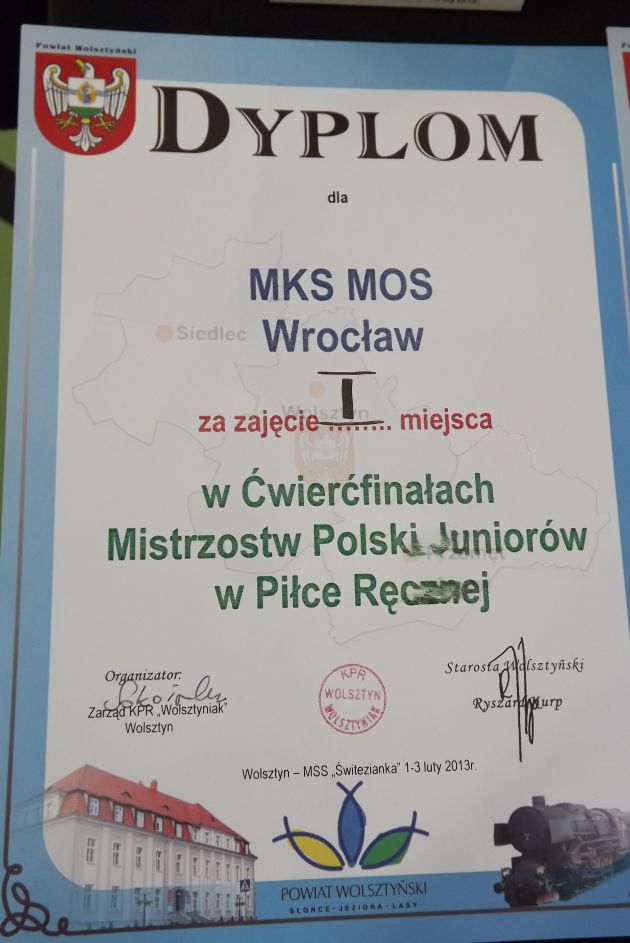 Powiat Wolsztyński
DYPLOM
dla
MKS MOS
Wrocław
Siedlec
I
Wolsztyn
za zajęcie ........ miejsca
w Ćwierćfinałach
Mistrzostw Polski Juniorów
Przemęt
w Piłce Ręcznej
Organizator:
Zarząd KPR „Wolsztyniak"
Wolsztyn
KPR
WOLSZTYN
WOLSZTYNIAK
Starosta Wolsztyński
Ryszard Kurp
Wolsztyn – MSS „Świtezianka" 1-3 luty 2013r.
POWIAT WOLSZTYŃSKI
SŁOŃCE - JEZIORA - LASY